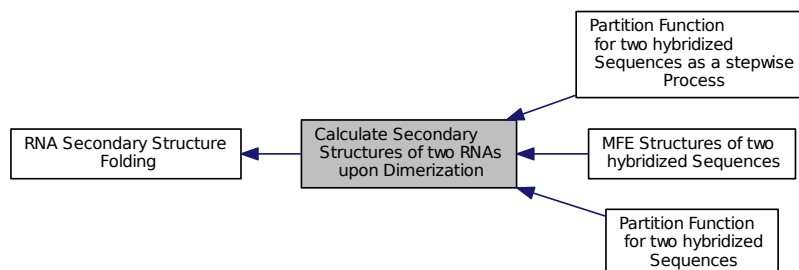 RNA Secondary Structure
Folding
Calculate Secondary
Structures of two RNAs
upon Dimerization
Partition Function
for two hybridized
Sequences as a stepwise
Process
MFE Structures of two
hybridized Sequences
Partition Function
for two hybridized
Sequences